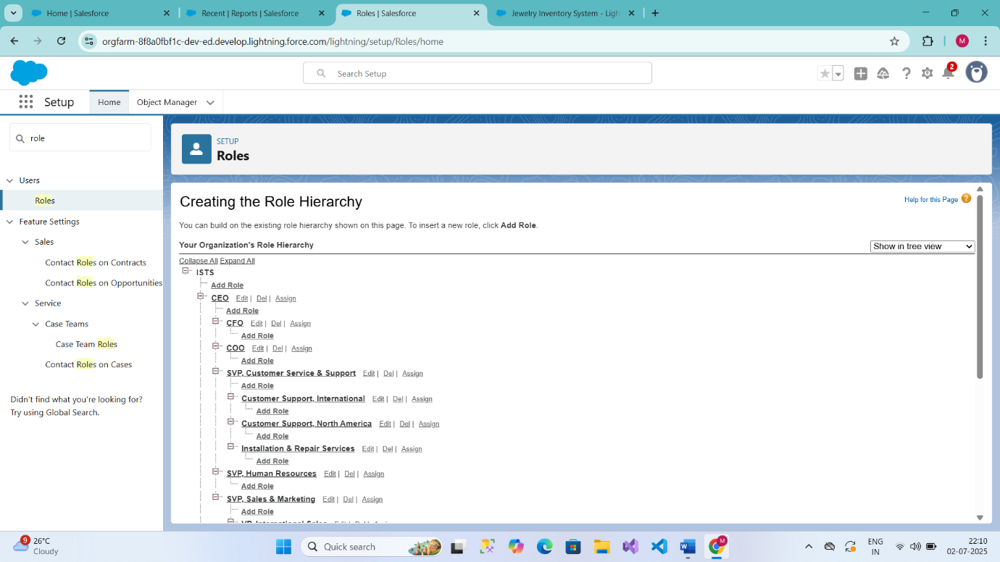 Home | Salesforce
Recent | Reports | Salesforce
Roles | Salesforce
Jewelry Inventory System - Ligh
orgfarm-8f8a0fbf1c-dev-ed.develop.lightning.force.com/lightning/setup/Roles/home
M
Search Setup
2
Setup
Home
Object Manager
role
Users
Roles
Feature Settings
Sales
Contact Roles on Contracts
Contact Roles on Opportunities
Service
Case Teams
Case Team Roles
Contact Roles on Cases
Didn't find what you're looking for?
Try using Global Search.
SETUP
Roles
Creating the Role Hierarchy
Help for this Page ?
You can build on the existing role hierarchy shown on this page. To insert a new role, click Add Role.
Your Organization's Role Hierarchy
Show in tree view
Collapse All Expand All
ISTS
Add Role
CEO Edit | Del | Assign
Add Role
CFO Edit | Del | Assign
Add Role
COO Edit | Del | Assign
Add Role
SVP, Customer Service & Support Edit | Del | Assign
Add Role
Customer Support, International Edit | Del | Assign
Add Role
Customer Support, North America Edit | Del | Assign
Add Role
Installation & Repair Services Edit | Del | Assign
Add Role
SVP, Human Resources Edit | Del | Assign
Add Role
SVP, Sales & Marketing Edit | Del | Assign
Add Role
VP, International Sales Edit | Del | Assign
9
26°C
Cloudy
Quick search
M
ENG
IN
22:10
02-07-2025